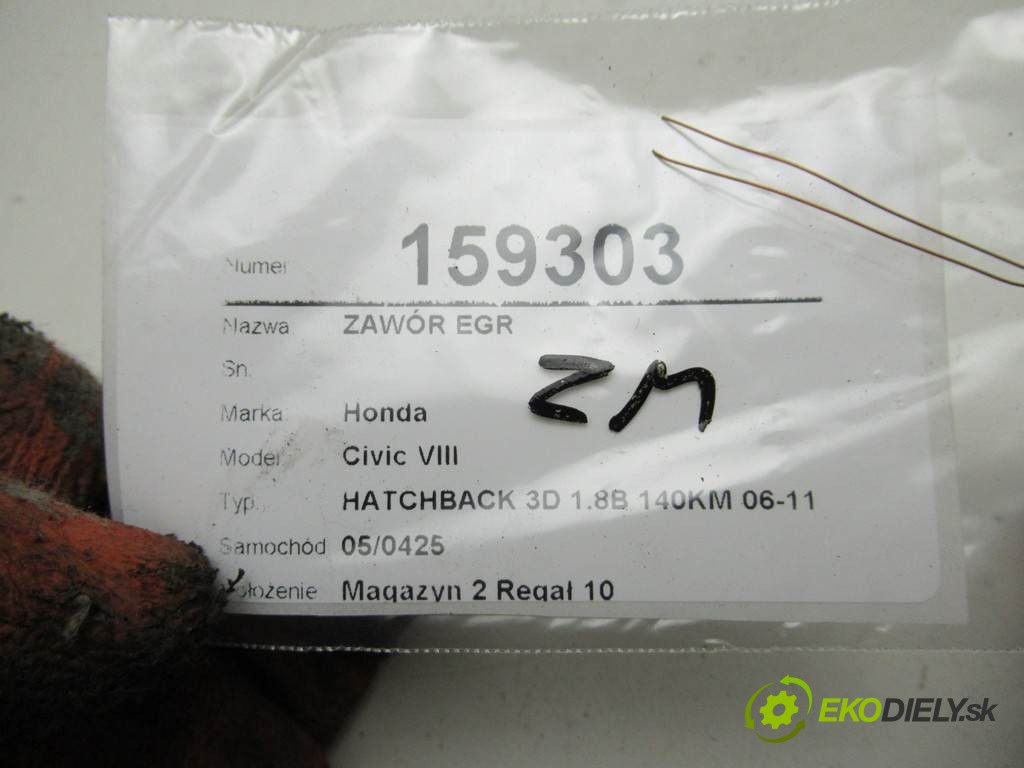 Numer 159303
Nazwa ZAWÓR EGR
Sn.
ZM
Marka Honda
Model Civic VIII
Typ. HATCHBACK 3D 1.8B 140KM 06-11
Samochód 05/0425
ołożenie Magazyn 2 Regał 10
EKODIELY.sk